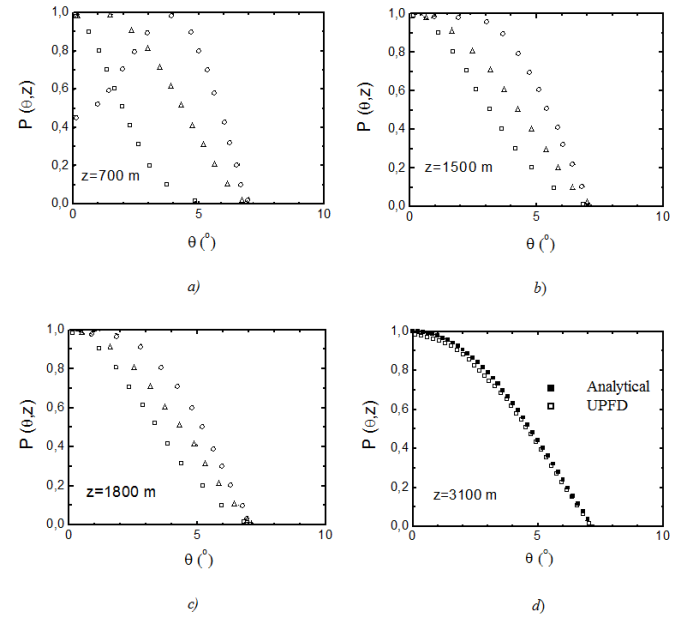 1,0
0,8
0,6
0,4
0,2
0,0
P (θ,z)
z=700 m
0 5 10
θ (°)
a)
1,0
0,8
0,6
0,4
0,2
0,0
P (θ,z)
z=1500 m
0 5 10
θ (°)
b)
1,0
0,8
0,6
0,4
0,2
0,0
P (θ,z)
z=1800 m
0 5 10
θ (°)
c)
1,0
0,8
0,6
0,4
0,2
0,0
P (θ,z)
Analytical
UPFD
z=3100 m
0 5 10
θ (°)
d)